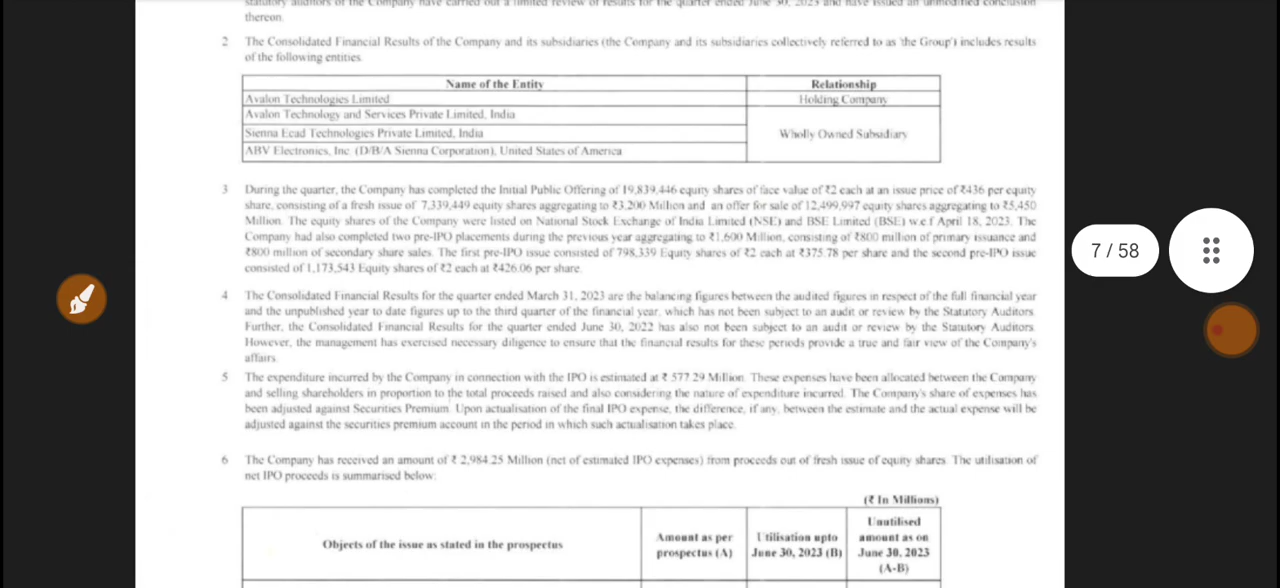 statutory auditors of the Company have carried out a limited review of results for the quarter ended June 30, 2023 and have issued an unmodified conclusion
thereon.
2 The Consolidated Financial Results of the Company and its subsidiaries (the Company and its subsidiaries collectively referred to as 'the Group') includes results
of the following entities
Name of the Entity Relationship
Avalon Technologies Limited Holding Company
Avalon Technology and Services Private Limited, India
Sienna Ecad Technologies Private Limited, India Wholly Owned Subsidiary
ABV Electronics, Inc. (D/B/A Sienna Corporation), United States of America
3 During the quarter, the Company has completed the Initial Public Offering of 19,839,446 equity shares of face value of ₹2 each at an issue price of ₹436 per equity
share, consisting of a fresh issue of 7,339,449 equity shares aggregating to ₹3,200 Million and an offer for sale of 12,499,997 equity shares aggregating to ₹5,450
Million. The equity shares of the Company were listed on National Stock Exchange of India Limited (NSE) and BSE Limited (BSE) w.e.f April 18, 2023. The
Company had also completed two pre-IPO placements during the previous year aggregating to ₹1,600 Million, consisting of ₹800 million of primary issuance and
₹800 million of secondary share sales. The first pre-IPO issue consisted of 798,339 Equity shares of ₹2 each at ₹375.78 per share and the second pre-IPO issue
consisted of 1,173,543 Equity shares of ₹2 each at ₹426.06 per share.
7 / 58
4 The Consolidated Financial Results for the quarter ended March 31, 2023 are the balancing figures between the audited figures in respect of the full financial year
and the unpublished year to date figures up to the third quarter of the financial year, which has not been subject to an audit or review by the Statutory Auditors.
Further, the Consolidated Financial Results for the quarter ended June 30, 2022 has also not been subject to an audit or review by the Statutory Auditors.
However, the management has exercised necessary diligence to ensure that the financial results for these periods provide a true and fair view of the Company's
affairs.
5 The expenditure incurred by the Company in connection with the IPO is estimated at ₹ 577.29 Million. These expenses have been allocated between the Company
and selling shareholders in proportion to the total proceeds raised and also considering the nature of expenditure incurred. The Company's share of expenses has
been adjusted against Securities Premium. Upon actualisation of the final IPO expense, the difference, if any, between the estimate and the actual expense will be
adjusted against the securities premium account in the period in which such actualisation takes place.
6 The Company has received an amount of ₹ 2,984.25 Million (net of estimated IPO expenses) from proceeds out of fresh issue of equity shares. The utilisation of
net IPO proceeds is summarised below:
(₹ In Millions)
Objects of the issue as stated in the prospectus Amount as per prospectus (A) Utilisation upto June 30, 2023 (B) Unutilised amount as on June 30, 2023 (A-B)